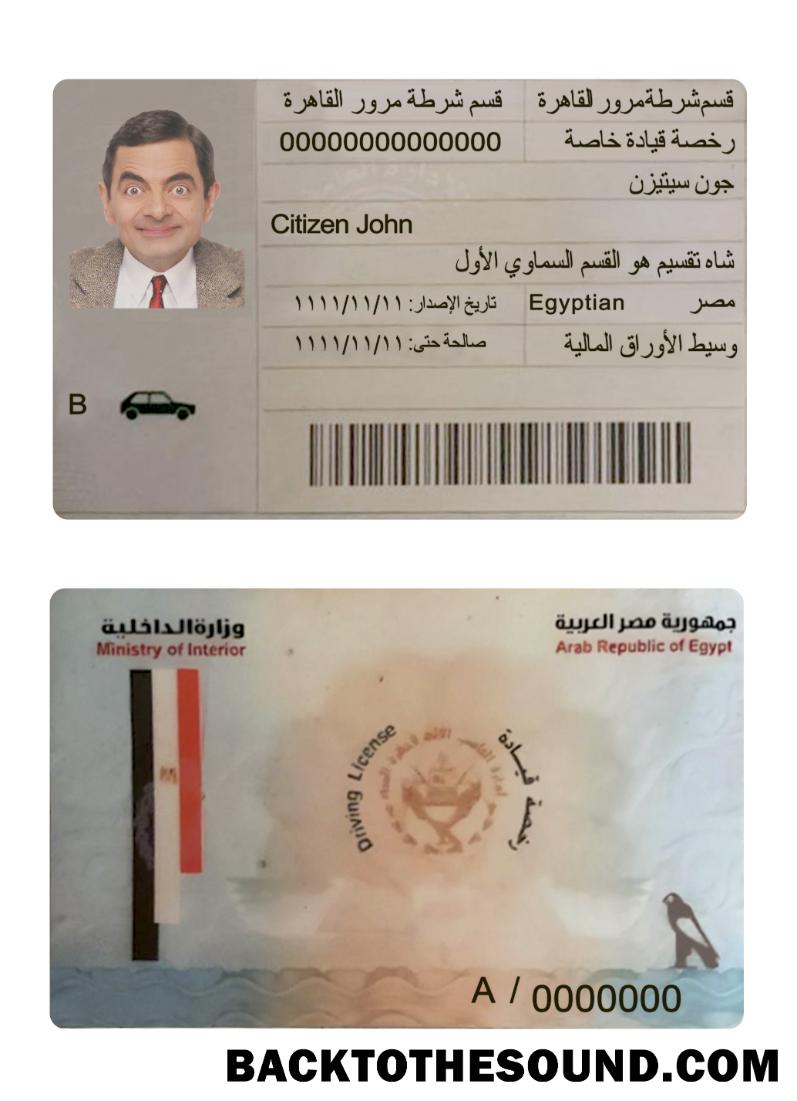 قسم شرطة مرور القاهرة قسم شرطة مرور القاهرة
رخصة قيادة خاصة 00000000000000
جون سيتيزن
Citizen John
شاه تقسيم هو القسم السماوي الأول
مصر Egyptian تاريخ الإصدار: ١١١١/١١/١١
وسيط الأوراق المالية صالحة حتى: ١١١١/١١/١١
B
جمهورية مصر العربية وزارة الداخلية
Arab Republic of Egypt Ministry of Interior
Driving License رخصة قيادة
A / 0000000
BACKTOTHESOUND.COM